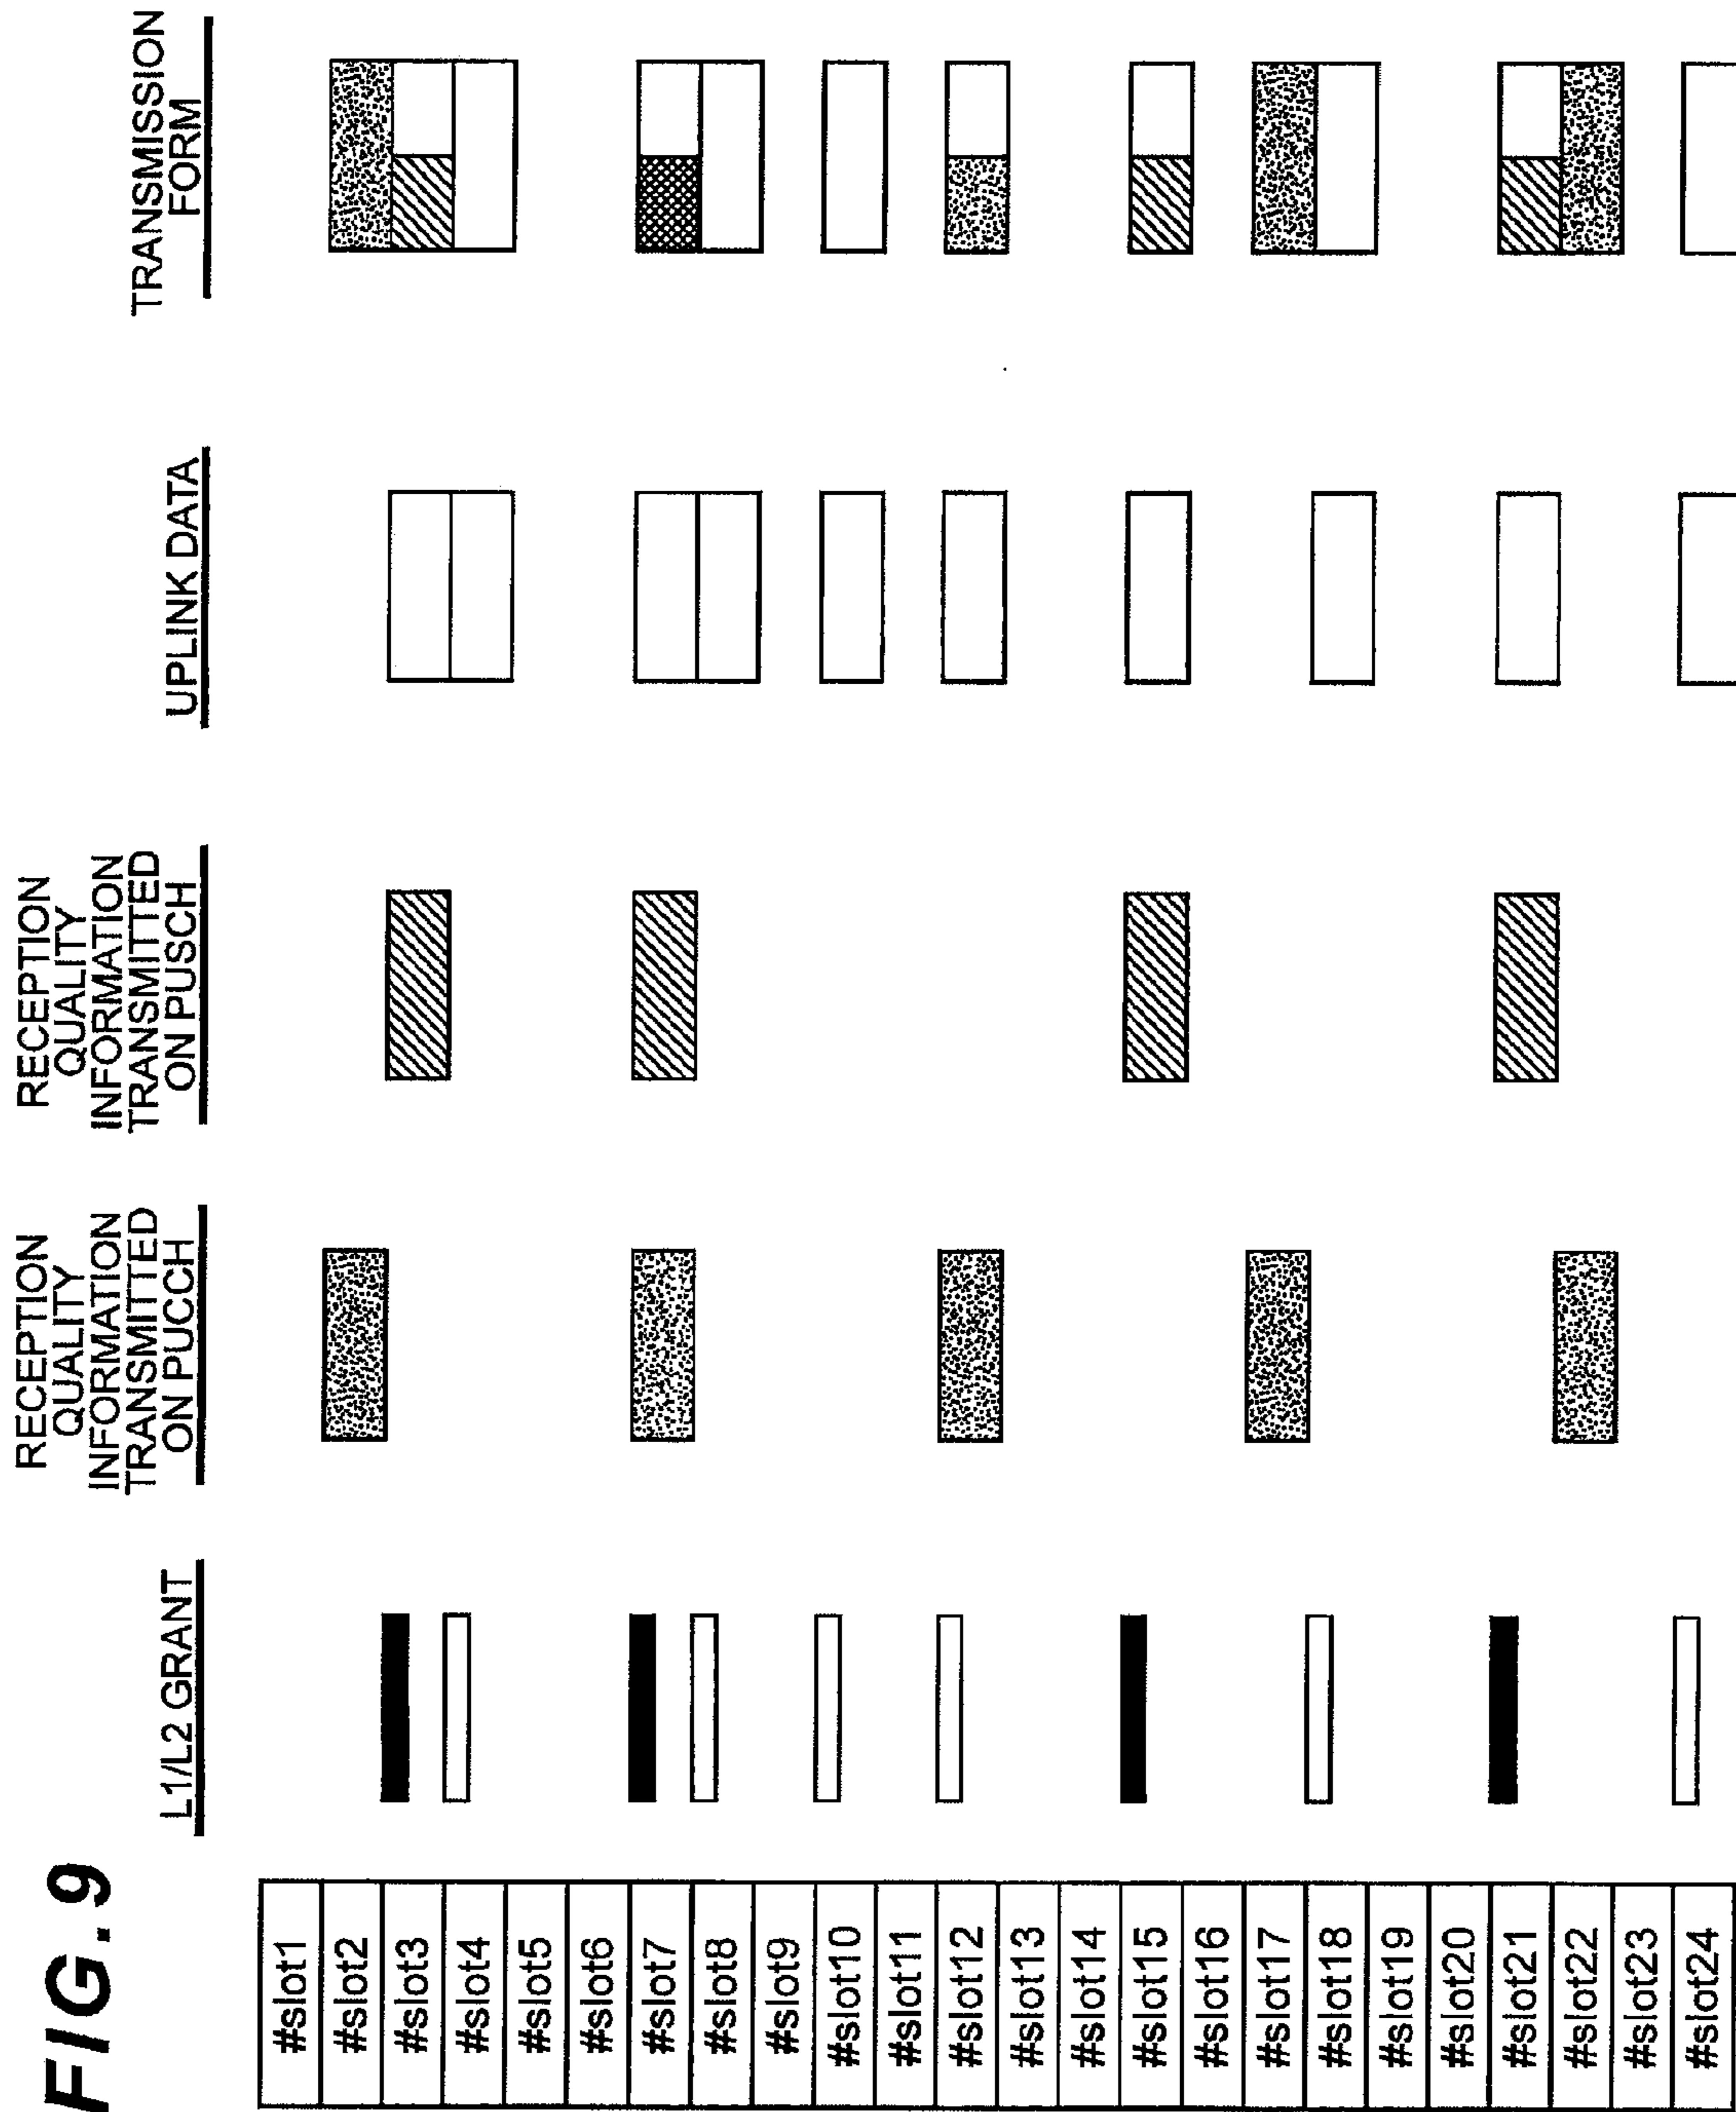 FIG.9
L1/L2 GRANT
RECEPTION
QUALITY
INFORMATION
TRANSMITTED
ON PUCCH
RECEPTION
QUALITY
INFORMATION
TRANSMITTED
ON PUSCH
UPLINK DATA
TRANSMISSION
FORM
#slot1
#slot2
#slot3
#slot4
#slot5
#slot6
#slot7
#slot8
#slot9
#slot10
#slot11
#slot12
#slot13
#slot14
#slot15
#slot16
#slot17
#slot18
#slot19
#slot20
#slot21
#slot22
#slot23
#slot24